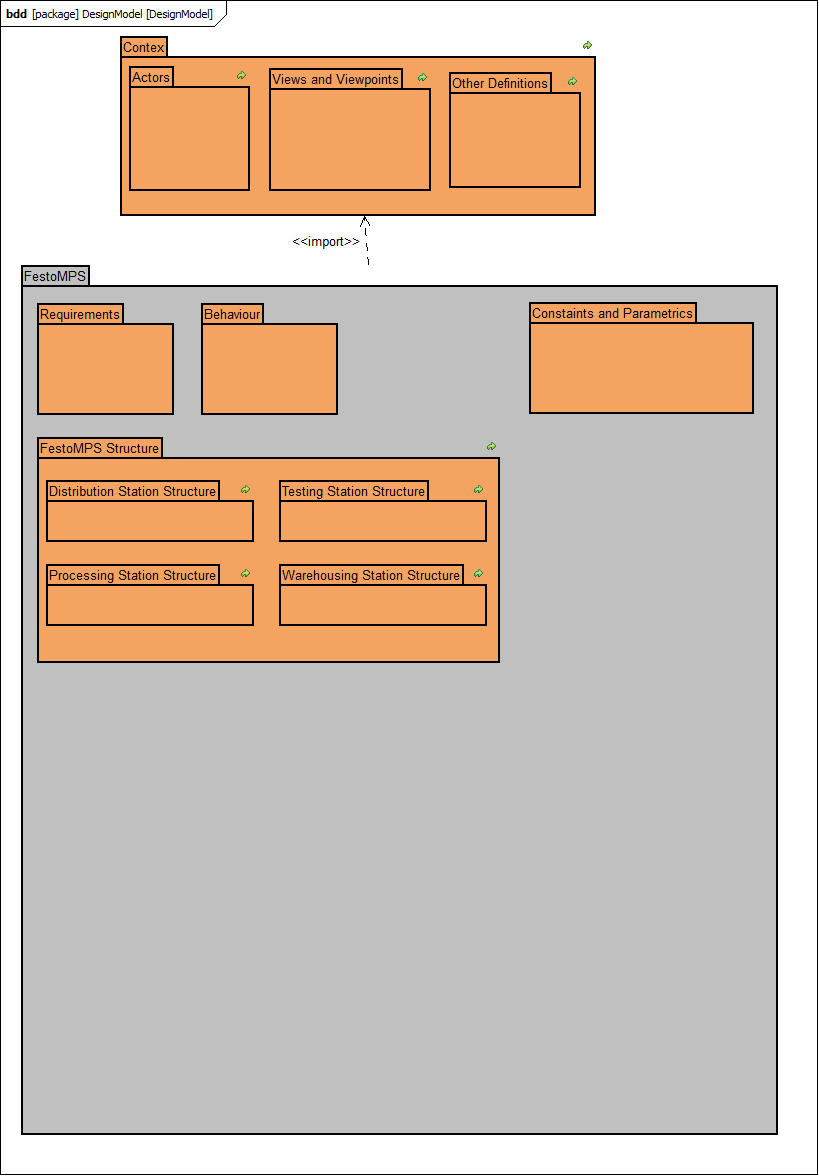 bdd [package] DesignModel [DesignModel]
Contex
Actors
Views and Viewpoints
Other Definitions
<<import>>
FestoMPS
Requirements
Behaviour
Constaints and Parametrics
FestoMPS Structure
Distribution Station Structure
Testing Station Structure
Processing Station Structure
Warehousing Station Structure